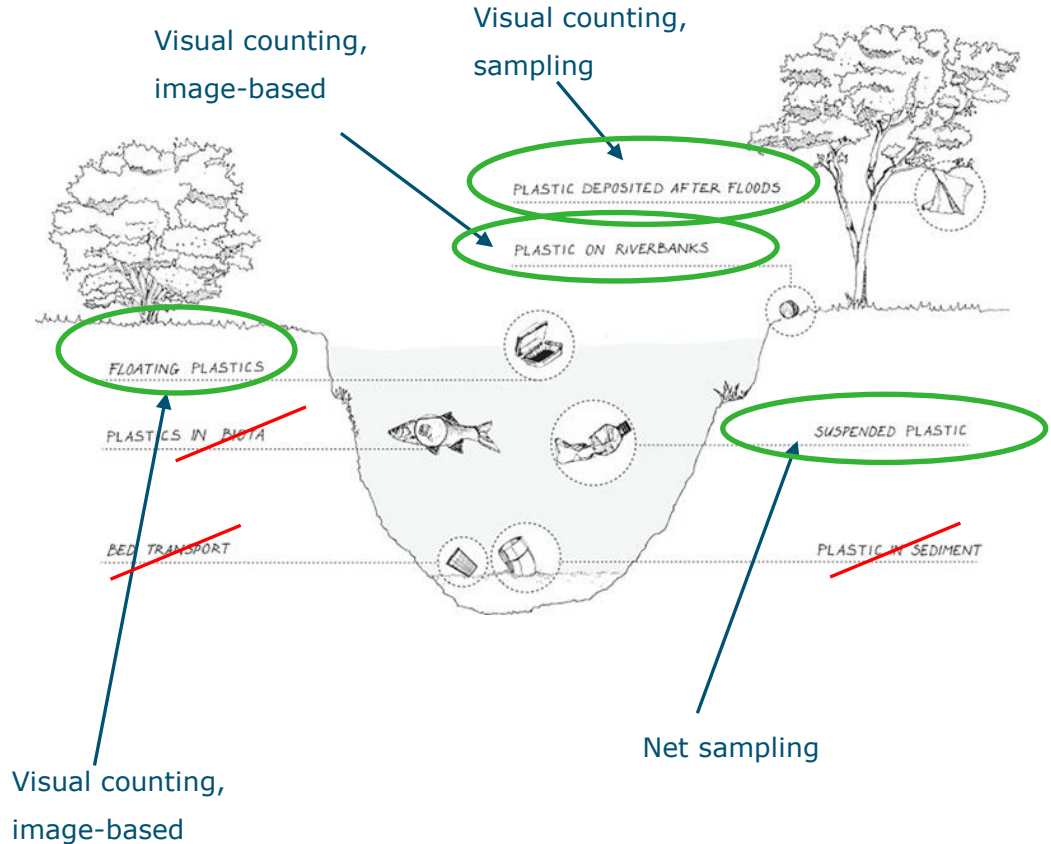 Visual counting,
image-based
Visual counting,
sampling
PLASTIC DEPOSITED AFTER FLOODS
PLASTIC ON RIVERBANKS
FLOATING PLASTICS
PLASTICS IN BIOTA
SUSPENDED PLASTIC
BED TRANSPORT
PLASTIC IN SEDIMENT
Net sampling
Visual counting,
image-based